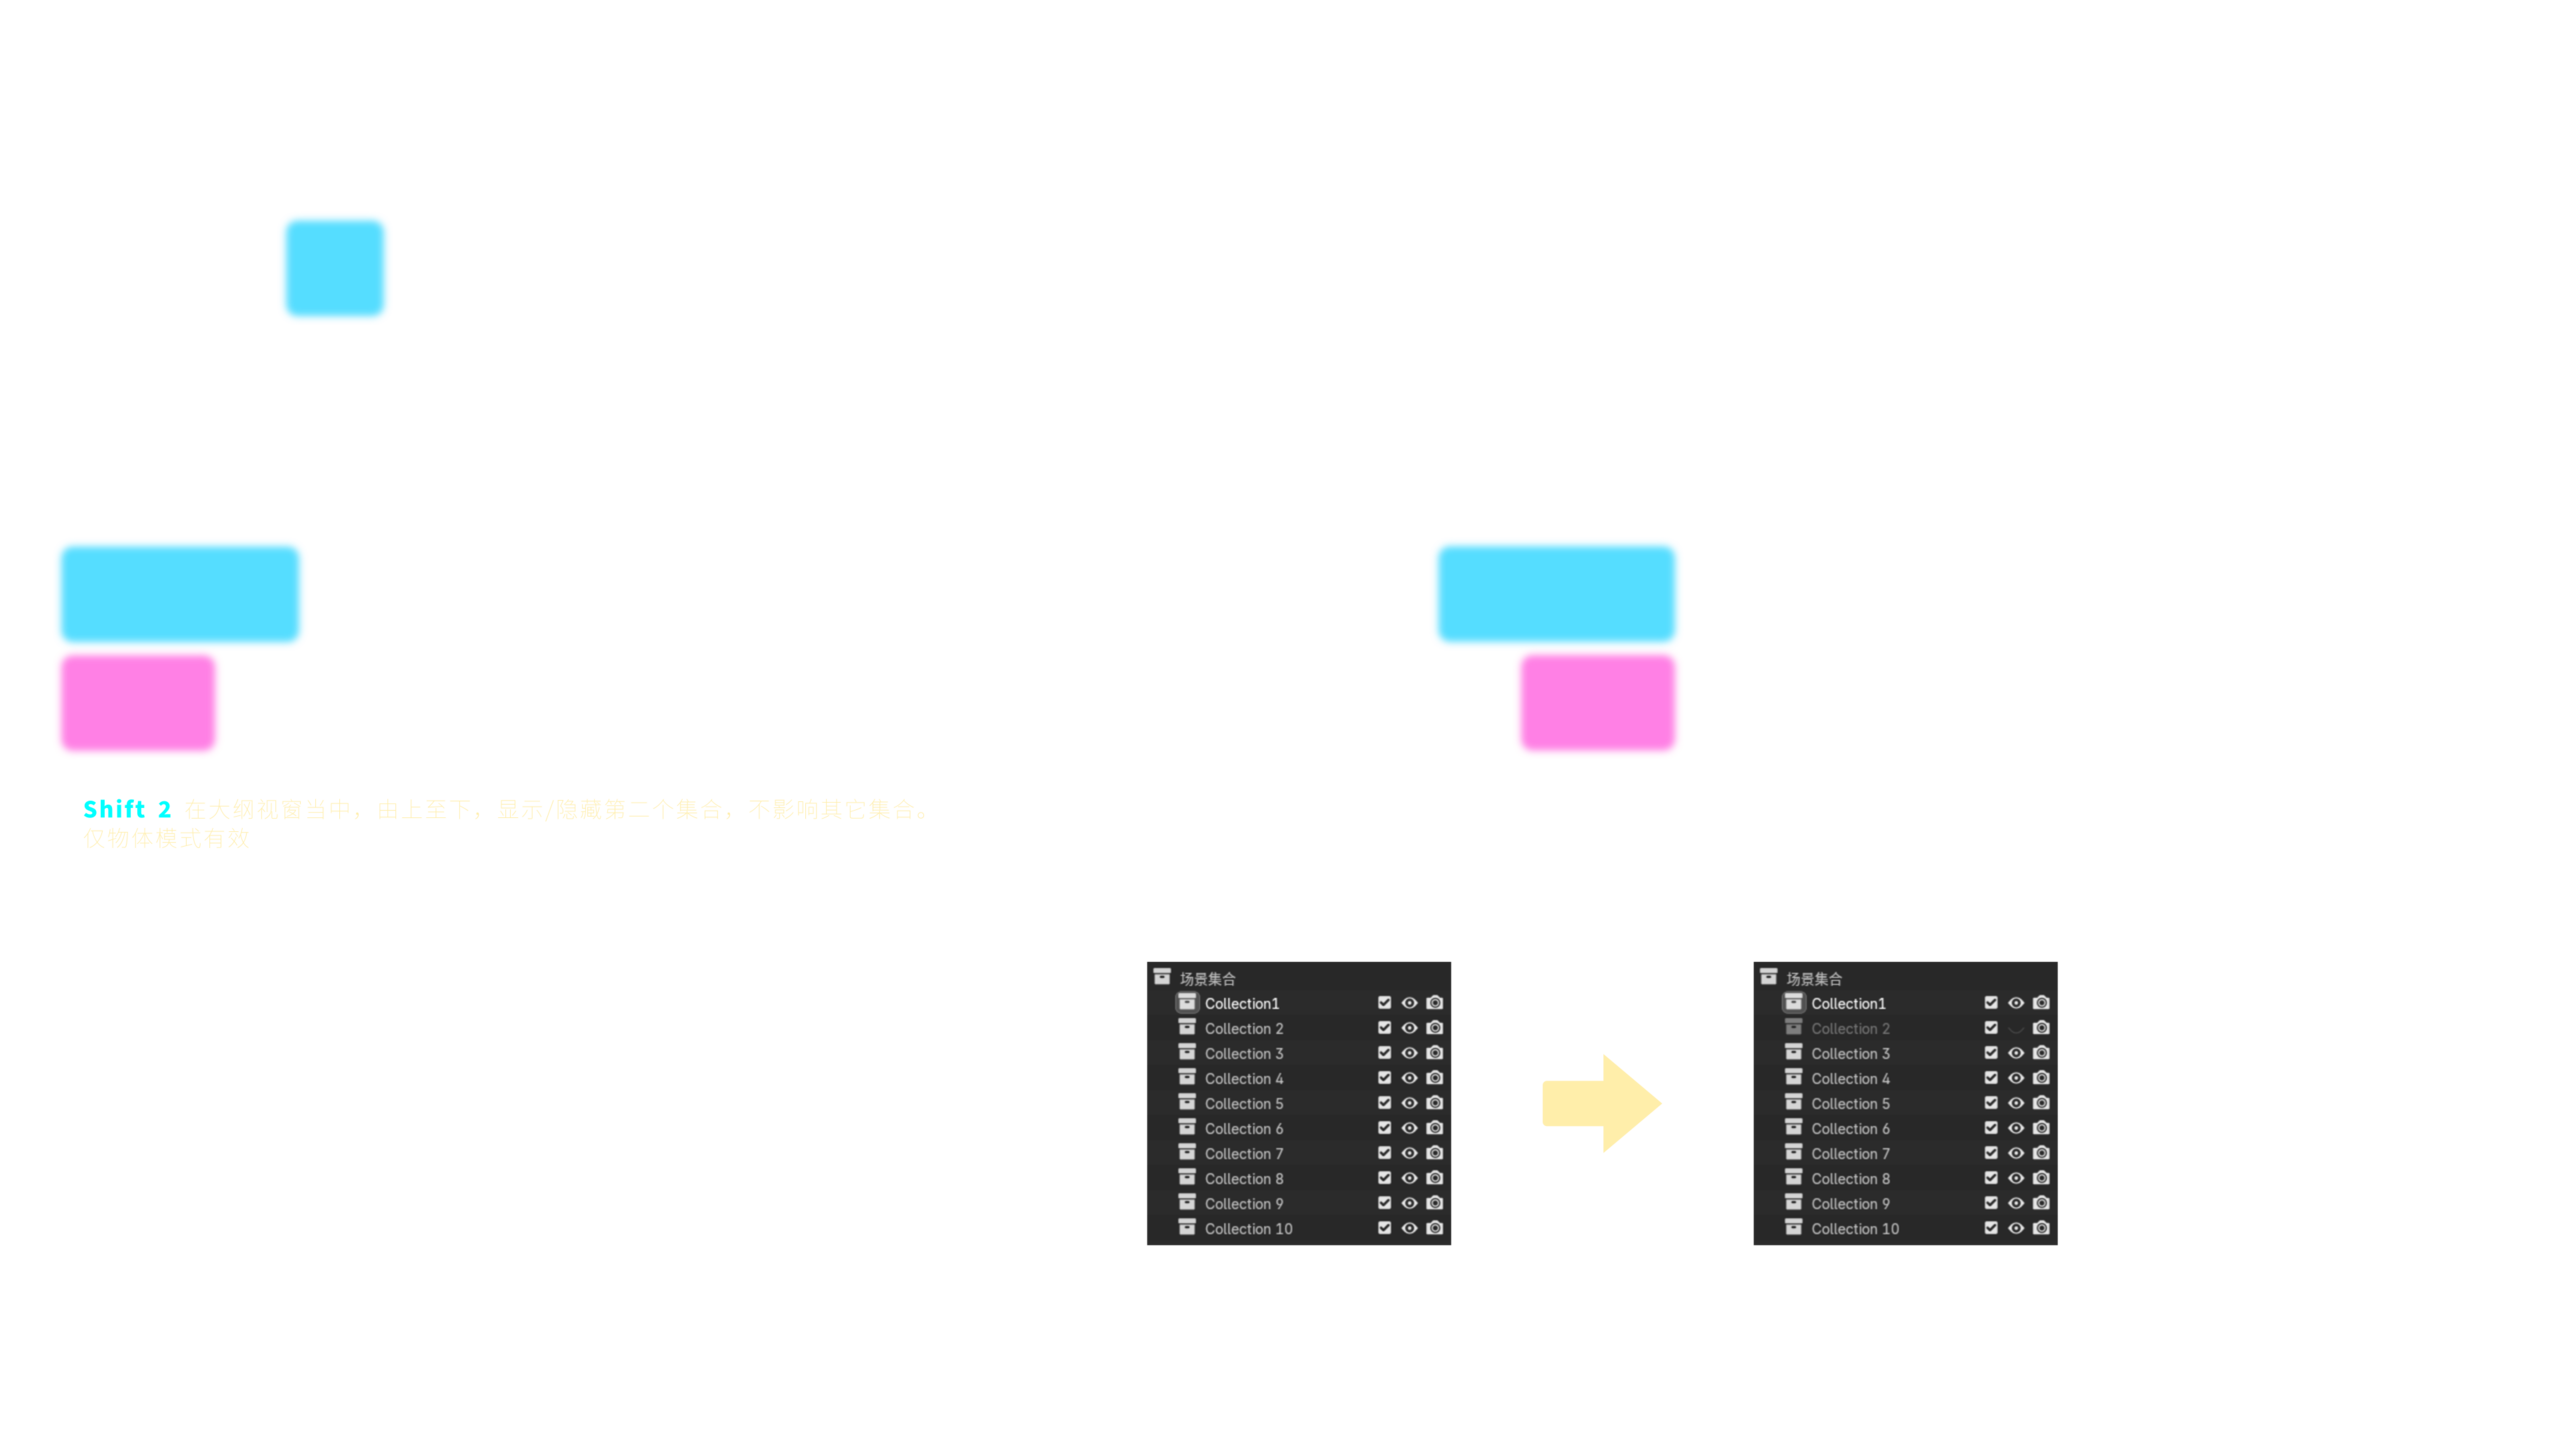 Shift 2 在大纲视窗当中，由上至下，显示/隐藏第二个集合，不影响其它集合。
仅物体模式有效
场景集合
Collection1
Collection 2
Collection 3
Collection 4
Collection 5
Collection 6
Collection 7
Collection 8
Collection 9
Collection 10
场景集合
Collection1
Collection 2
Collection 3
Collection 4
Collection 5
Collection 6
Collection 7
Collection 8
Collection 9
Collection 10